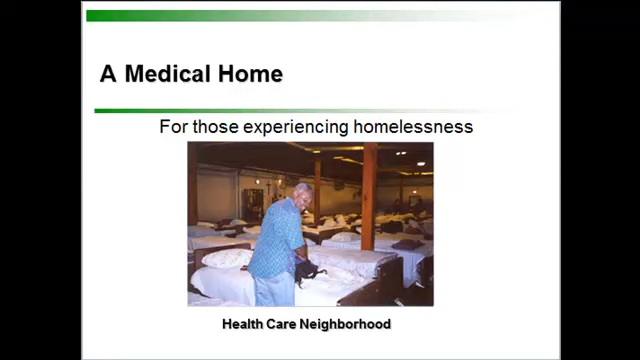 A Medical Home
For those experiencing homelessness
Health Care Neighborhood